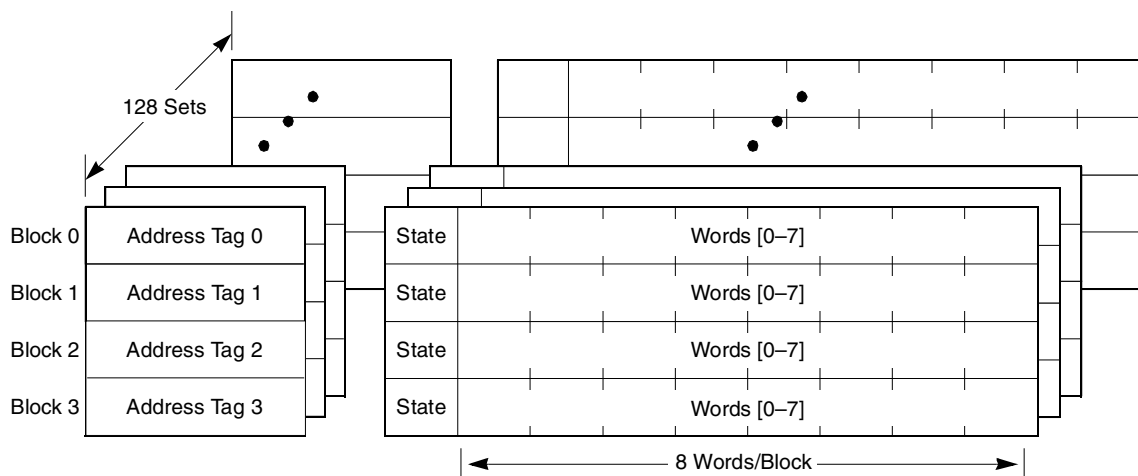 128 Sets
Block 0 Address Tag 0 State Words [0–7]
Block 1 Address Tag 1 State Words [0–7]
Block 2 Address Tag 2 State Words [0–7]
Block 3 Address Tag 3 State Words [0–7]
8 Words/Block